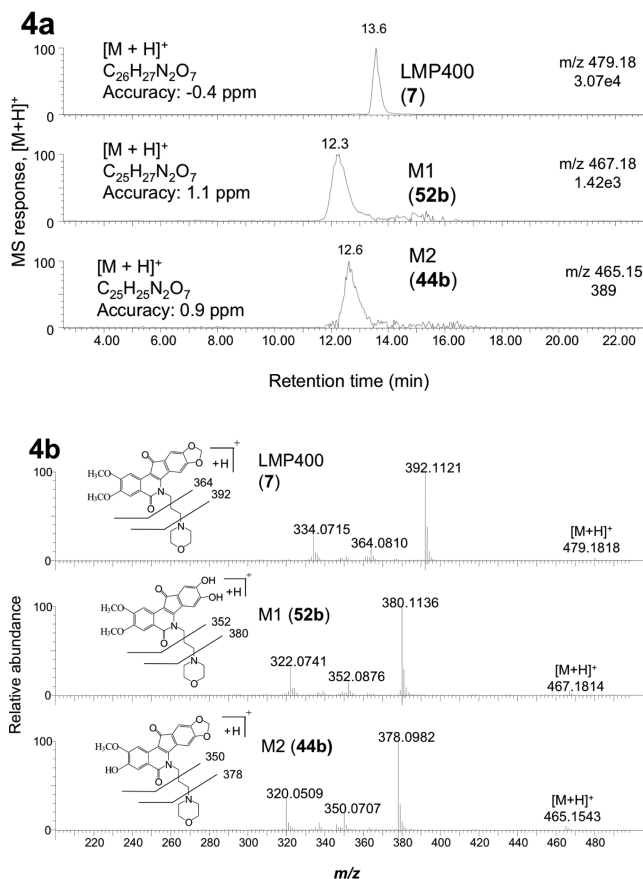 4a
MS response, [M+H]+
100
0
[M + H]+
C26H27N2O7
Accuracy: -0.4 ppm
13.6
LMP400
(7)
m/z 479.18
3.07e4
100
0
[M + H]+
C25H27N2O7
Accuracy: 1.1 ppm
12.3
M1
(52b)
m/z 467.18
1.42e3
100
0
[M + H]+
C25H25N2O7
Accuracy: 0.9 ppm
12.6
M2
(44b)
m/z 465.15
389
4.00 6.00 8.00 10.00 12.00 14.00 16.00 18.00 20.00 22.00
Retention time (min)
4b
Relative abundance
100
0
O O O +H +
H3CO
H3CO
N
O
N
O
364
392
LMP400
(7)
334.0715
364.0810
392.1121
[M+H]+
479.1818
100
0
O OH OH +H +
H3CO
H3CO
N
O
N
O
352
380
M1 (52b)
322.0741
352.0876
380.1136
[M+H]+
467.1814
100
0
O O O +H +
H3CO
HO
N
O
N
O
350
378
M2 (44b)
320.0509
350.0707
378.0982
[M+H]+
465.1543
220 240 260 280 300 320 340 360 380 400 420 440 460 480
m/z